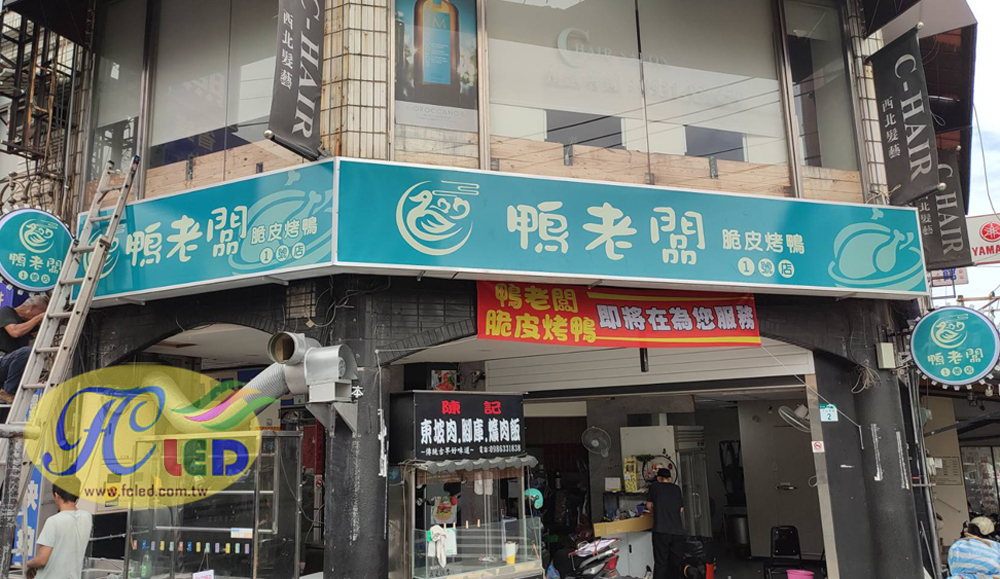 C-HAIR
西北髮藝
C-HAIR
西北髮藝
C-HAIR
YAMA
鴨老闆
脆皮烤鴨
1號店
鴨老闆
脆皮烤鴨
1號店
鴨老闆
1號店
鴨老闆
1號店
鴨老闆
脆皮烤鴨
即將在為您服務
陳記
東坡肉.腳庫.爌肉飯
FC
LED
www.fcled.com.tw